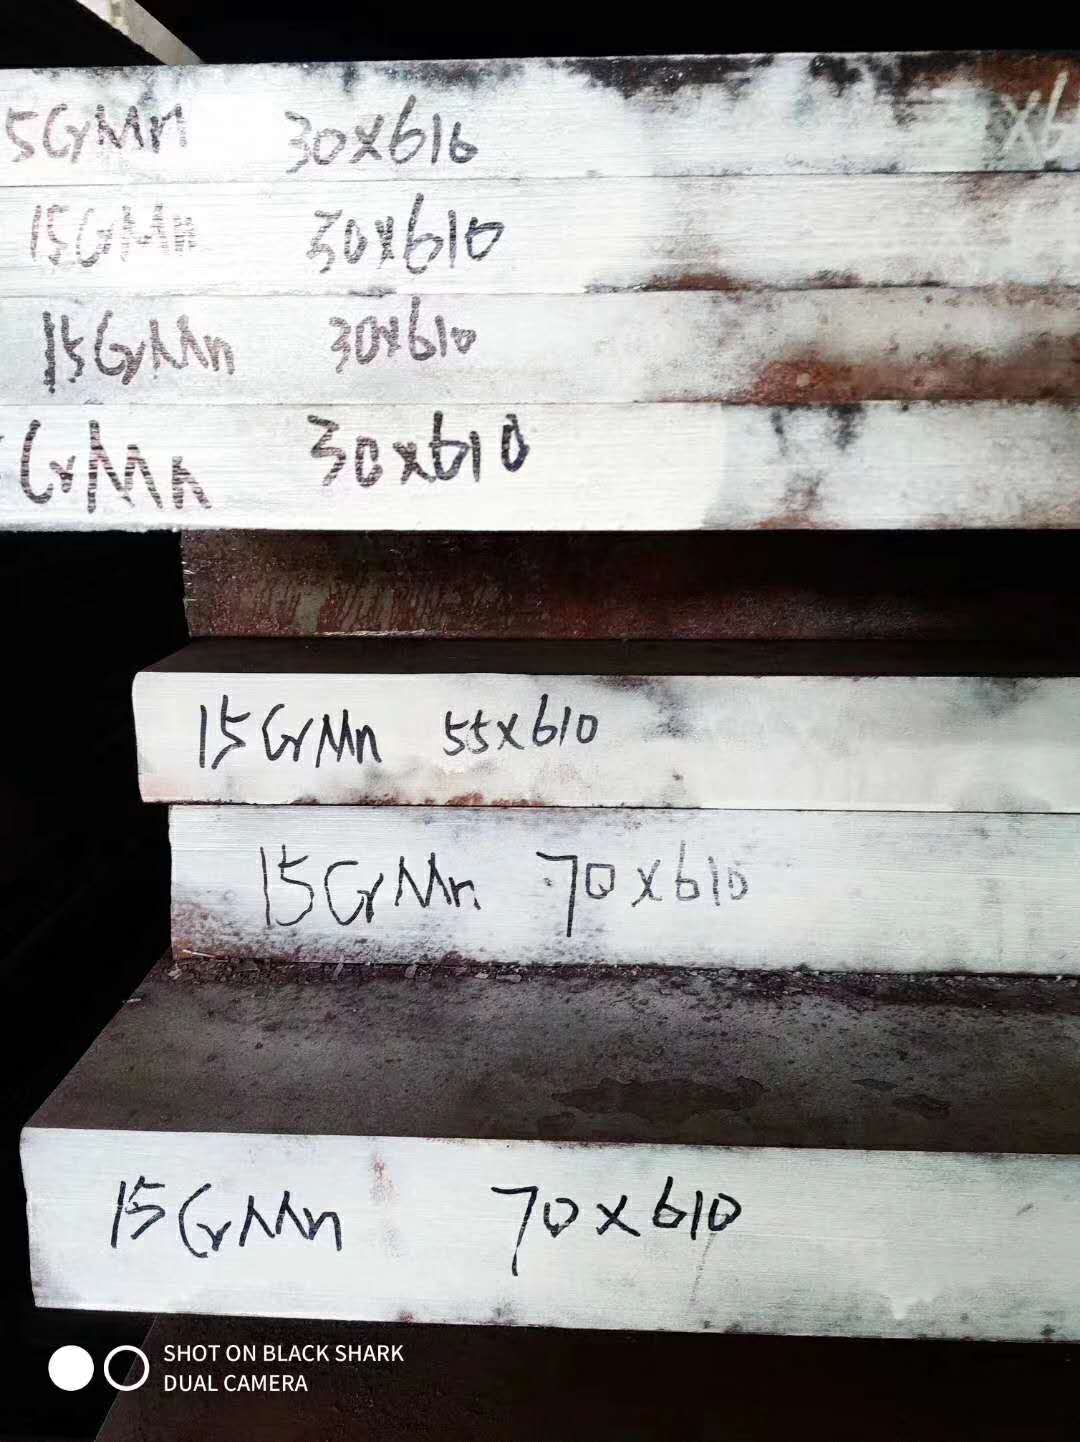 5CrMn 30x610 x6
15CrMn 30x610
15CrMn 30x610
CrMn 30x610
15CrMn 55x610
15CrMn 70x610
15CrMn 70x610
SHOT ON BLACK SHARK
DUAL CAMERA